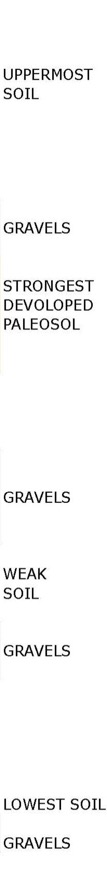 UPPERMOST
SOIL
GRAVELS
STRONGEST
DEVOLOPED
PALEOSOL
GRAVELS
WEAK
SOIL
GRAVELS
LOWEST SOIL
GRAVELS